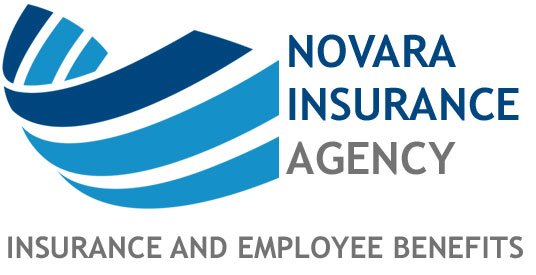 NOVARA
INSURANCE
AGENCY
INSURANCE AND EMPLOYEE BENEFITS